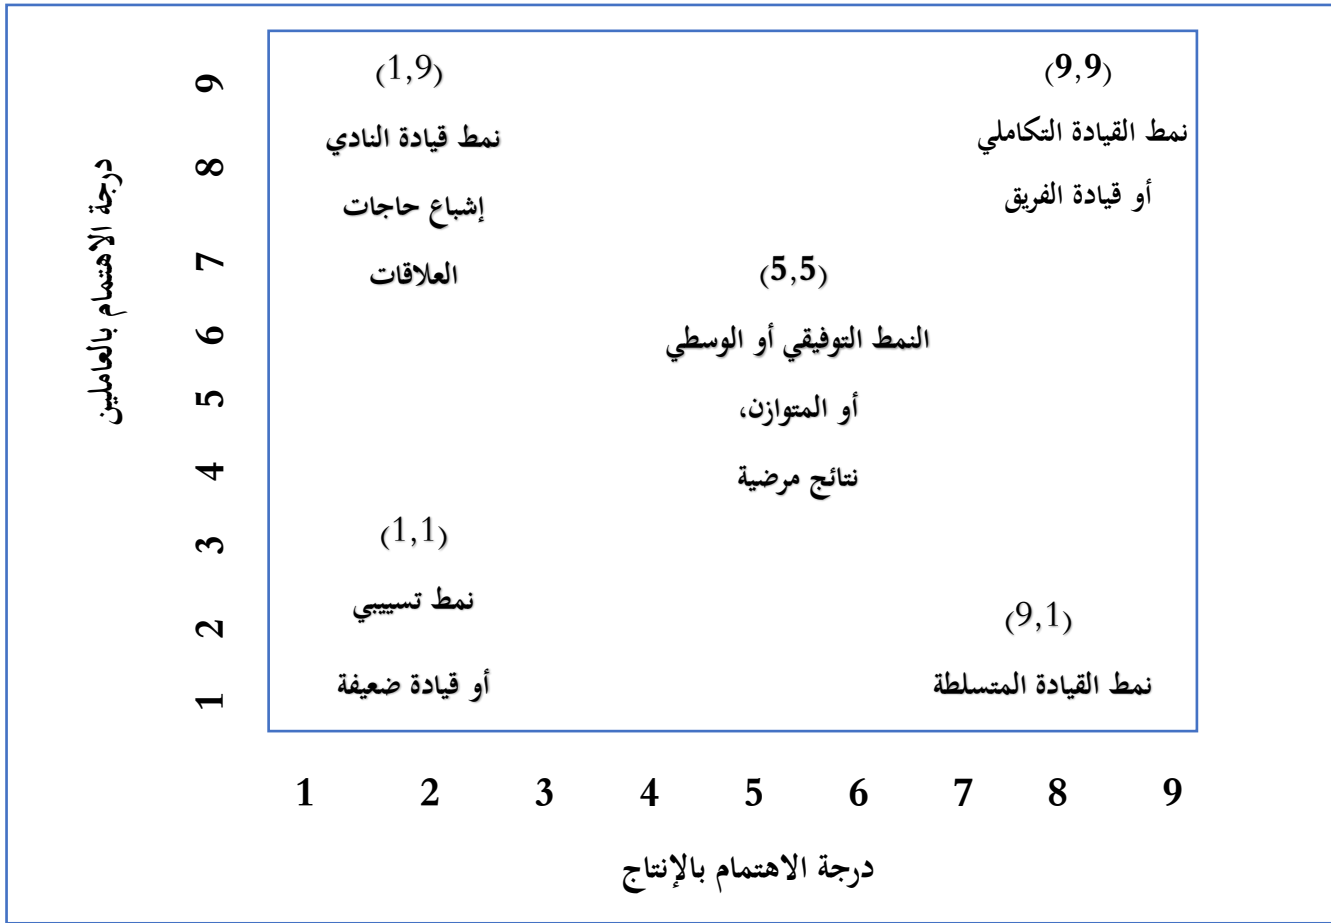 (1,9)
نمط قيادة النادي
إشباع حاجات
العلاقات
(9,9)
نمط القيادة التكاملي
أو قيادة الفريق
(5,5)
النمط التوفيقي أو الوسطي
أو المتوازن،
نتائج مرضية
(1,1)
نمط تسييبي
أو قيادة ضعيفة
(9,1)
نمط القيادة المتسلطة
درجة الاهتمام بالعاملين
9
8
7
6
5
4
3
2
1
1 2 3 4 5 6 7 8 9
درجة الاهتمام بالإنتاج